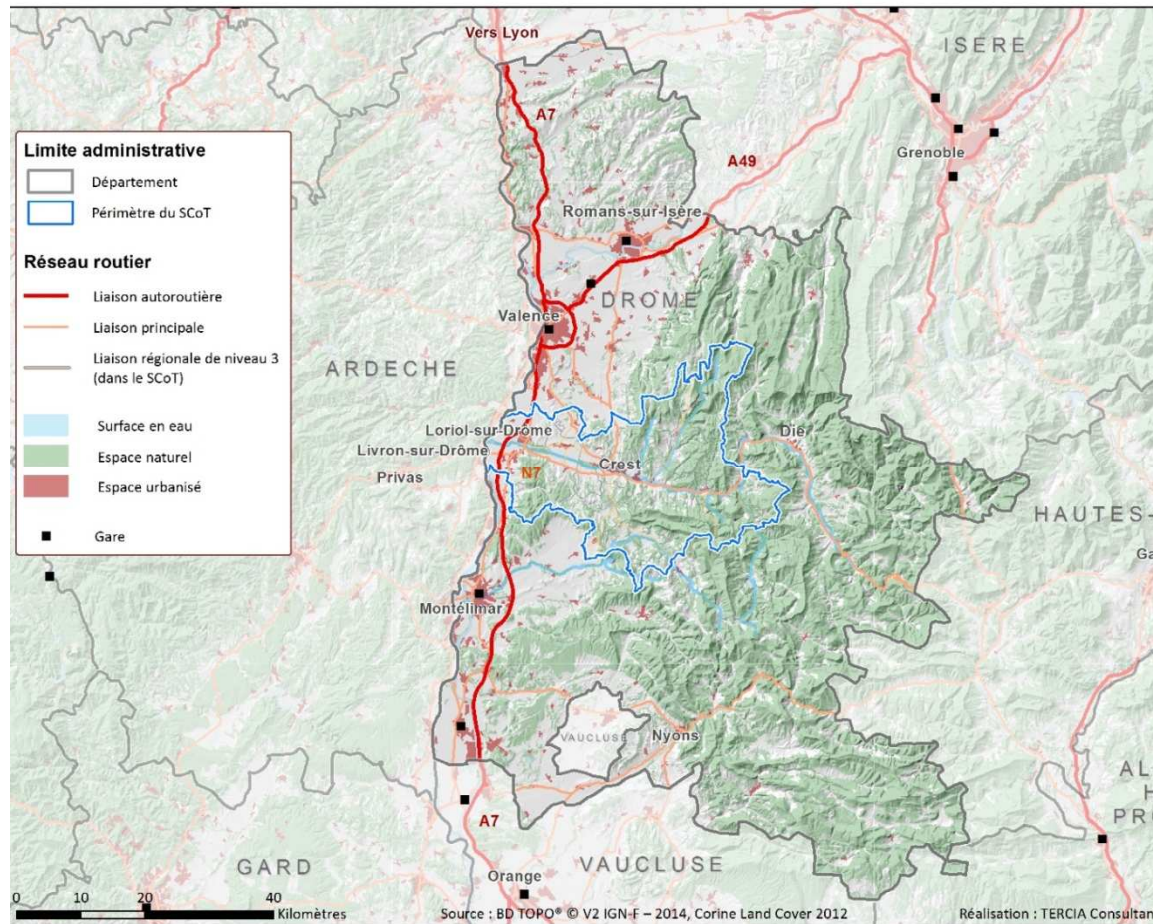 Vers Lyon
ISERE
A7
Limite administrative
Département
Périmètre du SCoT
Réseau routier
Liaison autoroutière
Liaison principale
Liaison régionale de niveau 3
(dans le SCoT)
Surface en eau
Espace naturel
Espace urbanisé
Gare
Grenoble
A49
Romans-sur-Isère
DROME
Valence
ARDECHE
Loriol-sur-Drôme
Livron-sur-Drôme
Die
Crest
N7
Privas
HAUTES-
Ga
Montélimar
VAUCLUSE
Nyons
AL
H
PRO
A7
GARD
VAUCLUSE
Orange
0 10 20 40
Kilomètres
Source : BD TOPO® © V2 IGN-F – 2014, Corine Land Cover 2012
Réalisation : TERCIA Consultan